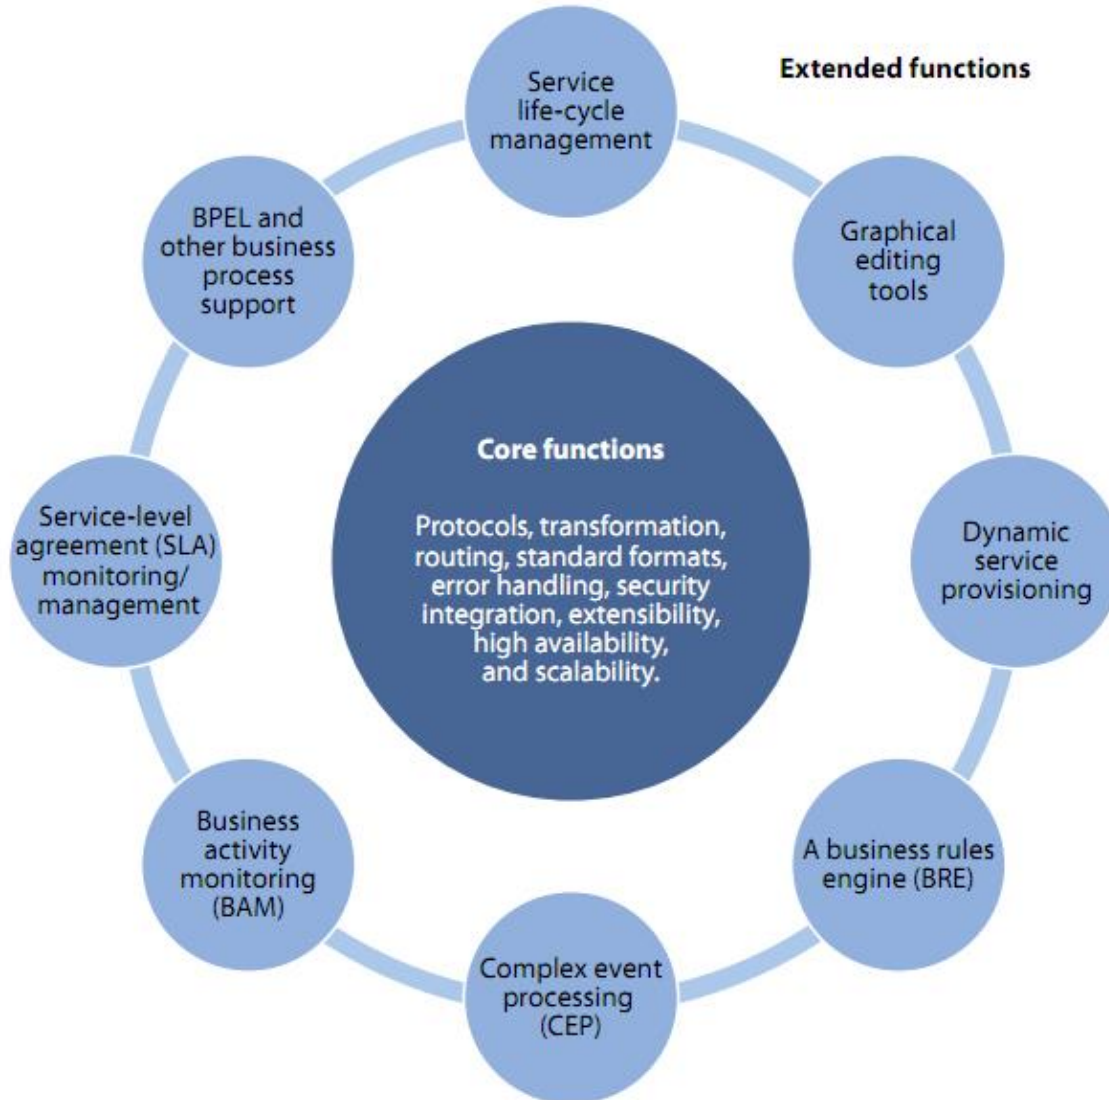 Extended functions
Service
life-cycle
management
Graphical
editing
tools
Dynamic
service
provisioning
A business rules
engine (BRE)
Complex event
processing
(CEP)
Business
activity
monitoring
(BAM)
Service-level
agreement (SLA)
monitoring/
management
BPEL and
other business
process
support
Core functions
Protocols, transformation,
routing, standard formats,
error handling, security
integration, extensibility,
high availability,
and scalability.